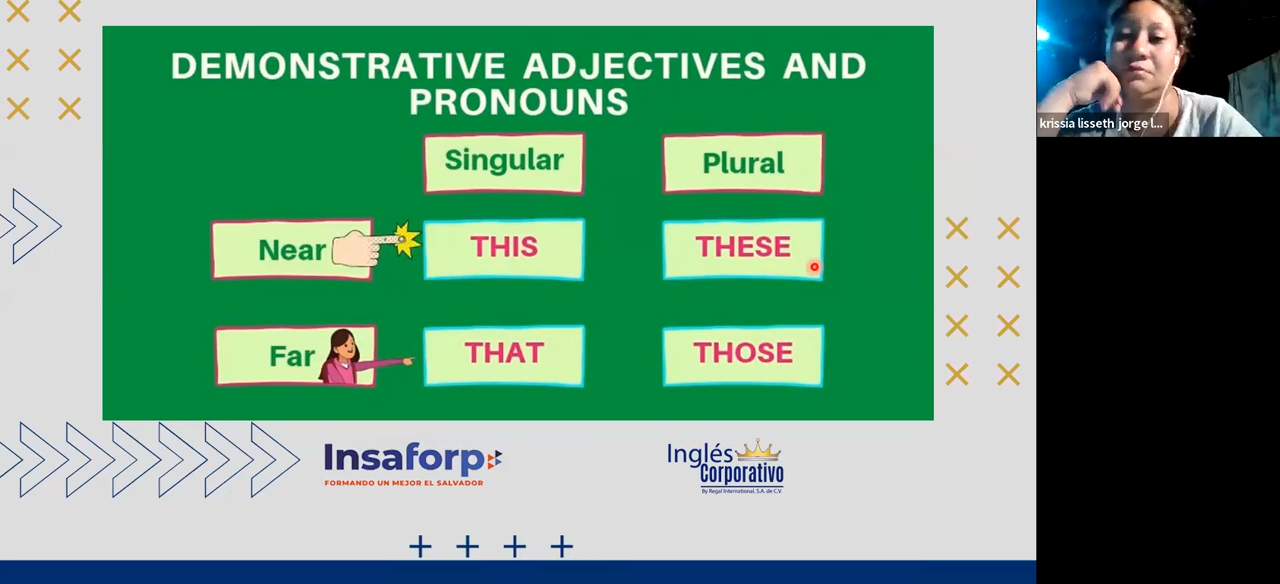 DEMONSTRATIVE ADJECTIVES AND
PRONOUNS
Singular
Plural
Near
THIS
THESE
Far
THAT
THOSE
Insaforp
FORMANDO UN MEJOR EL SALVADOR
Inglés
Corporativo
By Regal International, S.A. de C.V.
krissia lisseth jorge l...